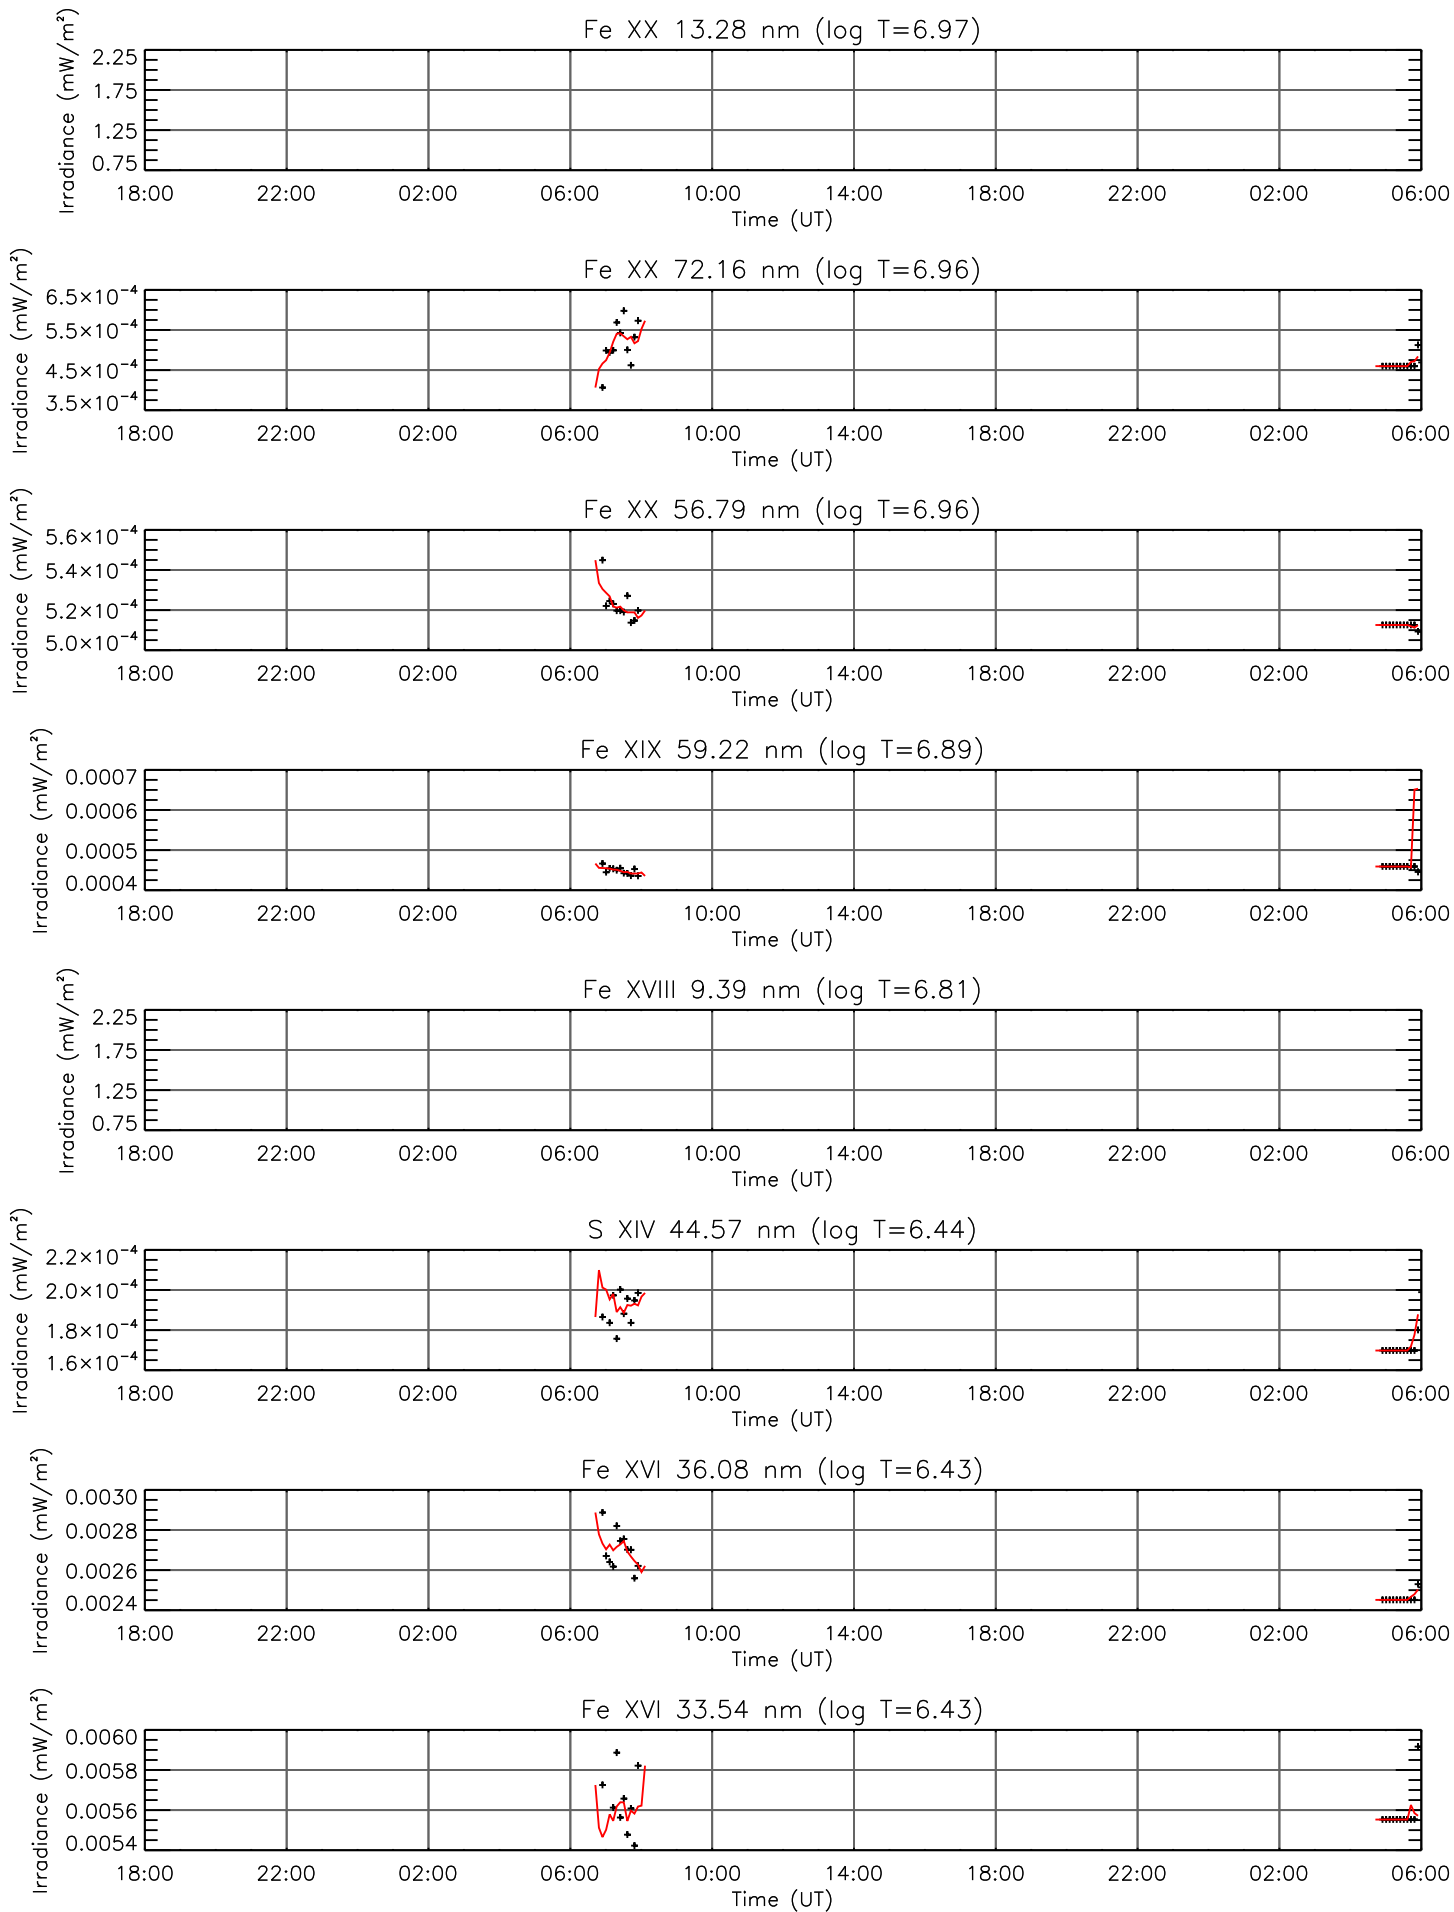 Fe XX 13.28 nm (log T=6.97)
Irradiance (mW/m²)
2.25
1.75
1.25
0.75
18:00 22:00 02:00 06:00 10:00 14:00 18:00 22:00 02:00 06:00
Time (UT)
Fe XX 72.16 nm (log T=6.96)
Irradiance (mW/m²)
6.5×10⁻⁴
5.5×10⁻⁴
4.5×10⁻⁴
3.5×10⁻⁴
18:00 22:00 02:00 06:00 10:00 14:00 18:00 22:00 02:00 06:00
Time (UT)
Fe XX 56.79 nm (log T=6.96)
Irradiance (mW/m²)
5.6×10⁻⁴
5.4×10⁻⁴
5.2×10⁻⁴
5.0×10⁻⁴
18:00 22:00 02:00 06:00 10:00 14:00 18:00 22:00 02:00 06:00
Time (UT)
Fe XIX 59.22 nm (log T=6.89)
Irradiance (mW/m²)
0.0007
0.0006
0.0005
0.0004
18:00 22:00 02:00 06:00 10:00 14:00 18:00 22:00 02:00 06:00
Time (UT)
Fe XVIII 9.39 nm (log T=6.81)
Irradiance (mW/m²)
2.25
1.75
1.25
0.75
18:00 22:00 02:00 06:00 10:00 14:00 18:00 22:00 02:00 06:00
Time (UT)
S XIV 44.57 nm (log T=6.44)
Irradiance (mW/m²)
2.2×10⁻⁴
2.0×10⁻⁴
1.8×10⁻⁴
1.6×10⁻⁴
18:00 22:00 02:00 06:00 10:00 14:00 18:00 22:00 02:00 06:00
Time (UT)
Fe XVI 36.08 nm (log T=6.43)
Irradiance (mW/m²)
0.0030
0.0028
0.0026
0.0024
18:00 22:00 02:00 06:00 10:00 14:00 18:00 22:00 02:00 06:00
Time (UT)
Fe XVI 33.54 nm (log T=6.43)
Irradiance (mW/m²)
0.0060
0.0058
0.0056
0.0054
18:00 22:00 02:00 06:00 10:00 14:00 18:00 22:00 02:00 06:00
Time (UT)